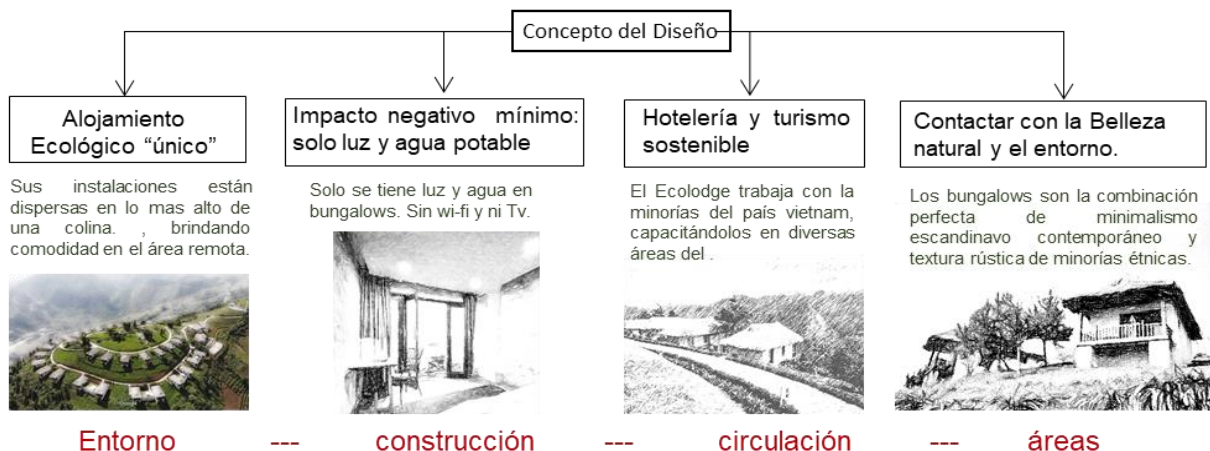 Concepto del Diseño
Alojamiento
Ecológico “único”
Sus instalaciones están
dispersas en lo mas alto de
una colina. , brindando
comodidad en el área remota.
Impacto negativo mínimo:
solo luz y agua potable
Solo se tiene luz y agua en
bungalows. Sin wi-fi y ni Tv.
Hotelería y turismo
sostenible
El Ecolodge trabaja con la
minorías del país vietnam,
capacitándolos en diversas
áreas del .
Contactar con la Belleza
natural y el entorno.
Los bungalows son la combinación
perfecta de minimalismo
escandinavo contemporáneo y
textura rústica de minorías étnicas.
Entorno --- construcción --- circulación --- áreas